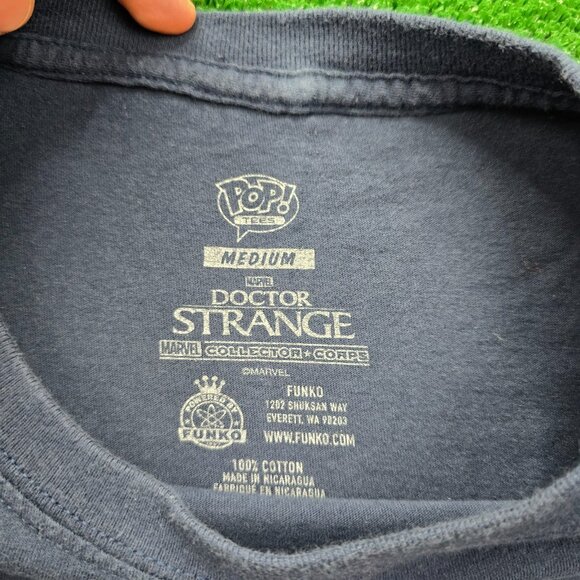 POP!
TEES
MEDIUM
MARVEL
DOCTOR
STRANGE
MARVEL COLLECTOR ★ CORPS
©MARVEL
POWERED BY
FUNKO
FUNKO
1202 SHUKSAN WAY
EVERETT, WA 98203
WWW.FUNKO.COM
100% COTTON
MADE IN NICARAGUA
FABRIQUÉ EN NICARAGUA